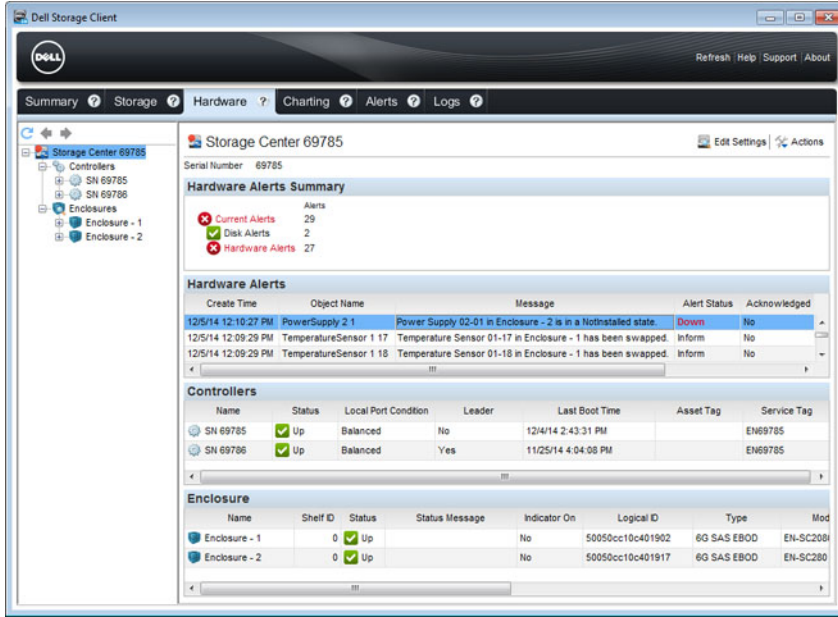 Dell Storage Client
DELL
Refresh | Help | Support | About
Summary ? Storage ? Hardware ? Charting ? Alerts ? Logs ?
Storage Center 69785
Controllers
SN 69785
SN 69786
Enclosures
Enclosure - 1
Enclosure - 2
Storage Center 69785
Edit Settings | Actions
Serial Number 69785
Hardware Alerts Summary
Alerts
Current Alerts 29
Disk Alerts 2
Hardware Alerts 27
Hardware Alerts
Create Time Object Name Message Alert Status Acknowledged
12/5/14 12:10:27 PM PowerSupply 2 1 Power Supply 02-01 in Enclosure - 2 is in a NotInstalled state. Down No
12/5/14 12:09:29 PM TemperatureSensor 1 17 Temperature Sensor 01-17 in Enclosure - 1 has been swapped. Inform No
12/5/14 12:09:29 PM TemperatureSensor 1 18 Temperature Sensor 01-18 in Enclosure - 1 has been swapped. Inform No
Controllers
Name Status Local Port Condition Leader Last Boot Time Asset Tag Service Tag
SN 69785 Up Balanced No 12/4/14 2:43:31 PM EN69785
SN 69786 Up Balanced Yes 11/25/14 4:04:08 PM EN69785
Enclosure
Name Shelf ID Status Status Message Indicator On Logical ID Type Mod
Enclosure - 1 0 Up No 50050cc10c401902 6G SAS EBOD EN-SC208
Enclosure - 2 0 Up No 50050cc10c401917 6G SAS EBOD EN-SC280